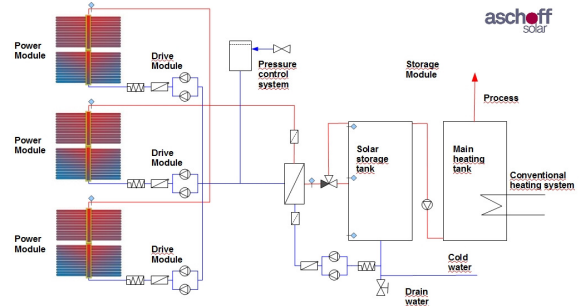 aschoff
solar
Power
Module
Drive
Module
Pressure
control
system
Storage
Module
Process
Power
Module
Drive
Module
Solar
storage
tank
Main
heating
tank
Conventional
heating system
Power
Module
Drive
Module
Cold
water
Drain
water